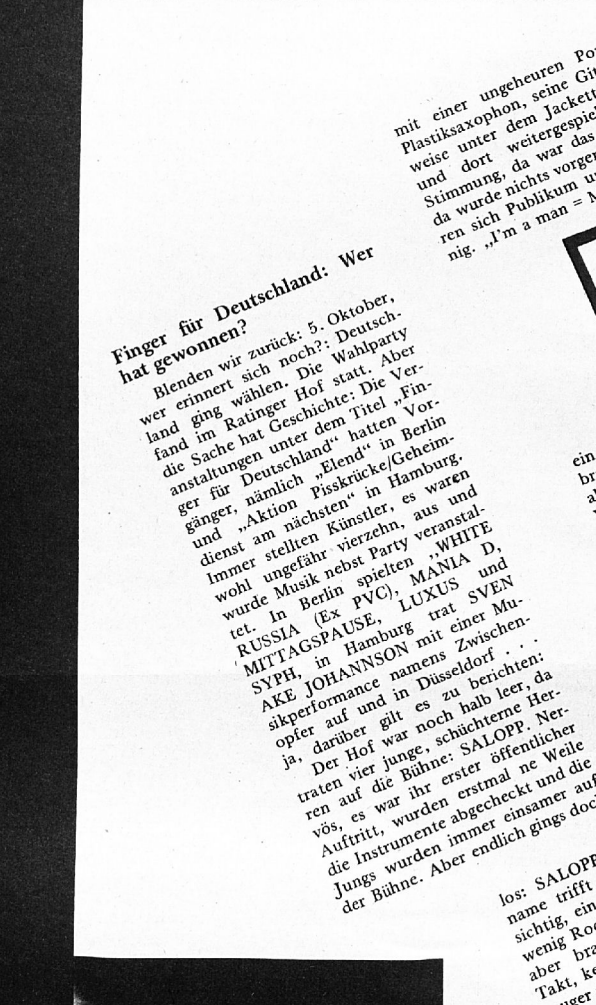 Finger für Deutschland: Wer
hat gewonnen?
Blenden wir zurück: 5. Oktober,
wer erinnert sich noch?: Deutsch-
land ging wählen. Die Wahlparty
fand im Ratinger Hof statt. Aber
die Sache hat Geschichte: Die Ver-
anstaltungen unter dem Titel „Fin-
ger für Deutschland“ hatten Vor-
gänger, nämlich „Elend“ in Berlin
und „Aktion Pisskrücke/Geheim-
dienst am nächsten“ in Hamburg.
Immer stellten Künstler, es waren
wohl ungefähr vierzehn, aus und
wurde Musik nebst Party veranstal-
tet. In Berlin spielten „WHITE
RUSSIA (Ex PVC), MANIA D,
MITTAGSPAUSE, LUXUS und
SYPH, in Hamburg trat SVEN
AKE JOHANNSON mit einer Mu-
sikperformance namens Zwischen-
opfer auf und in Düsseldorf . . .
ja, darüber gilt es zu berichten:
Der Hof war noch halb leer, da
traten vier junge, schüchterne Her-
ren auf die Bühne: SALOPP. Ner-
vös, es war ihr erster öffentlicher
Auftritt, wurden erstmal ne Weile
die Instrumente abgecheckt und die
Jungs wurden immer einsamer auf
der Bühne. Aber endlich gings doch
mit einer ungeheuren
Plastiksaxophon, seine
weise unter dem Jackett
und dort weitergespiel
Stimmung, da war das
da wurde nichts vorge
ren sich Publikum
nig. „I'm a man =
ein
br
los: SALOPP
name trifft
sichtig, ein
wenig
aber
Takt,